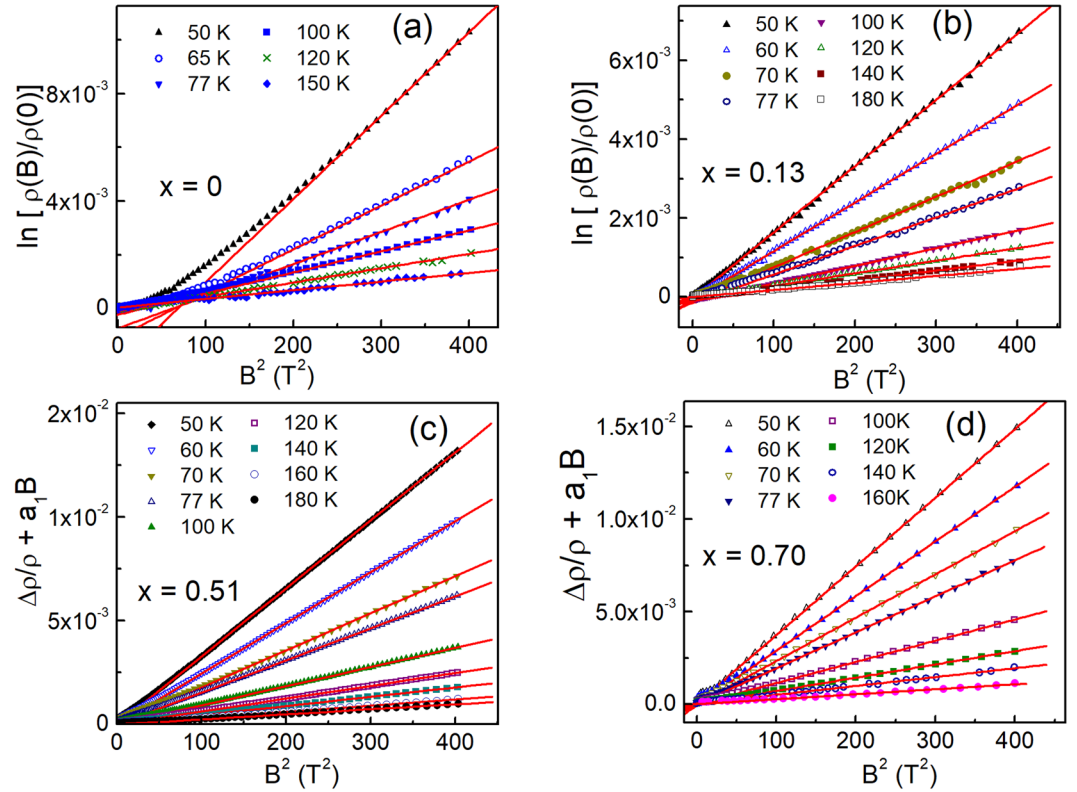 (a)
50 K 100 K
65 K 120 K
77 K 150 K
x = 0
ln [ ρ(B)/ρ(0)]
8x10⁻³
4x10⁻³
0
0 100 200 300 400
B² (T²)
(b)
50 K 100 K
60 K 120 K
70 K 140 K
77 K 180 K
x = 0.13
ln [ ρ(B)/ρ(0)]
6x10⁻³
4x10⁻³
2x10⁻³
0
0 100 200 300 400
B² (T²)
(c)
50 K 120 K
60 K 140 K
70 K 160 K
77 K 180 K
100 K
x = 0.51
Δρ/ρ + a₁B
2x10⁻²
1x10⁻²
5x10⁻³
0
0 100 200 300 400
B² (T²)
(d)
50 K 100K
60 K 120K
70 K 140 K
77 K 160K
x = 0.70
Δρ/ρ + a₁B
1.5x10⁻²
1.0x10⁻²
5.0x10⁻³
0.0
0 100 200 300 400
B² (T²)